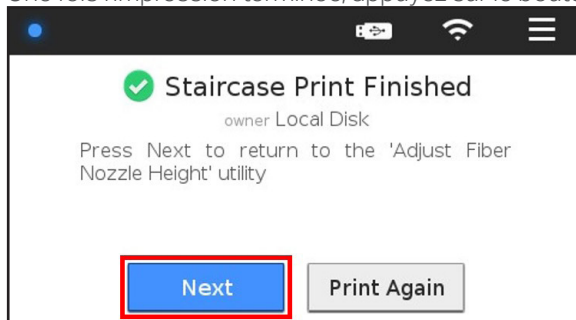 Staircase Print Finished
owner Local Disk
Press Next to return to the 'Adjust Fiber
Nozzle Height' utility
Next
Print Again